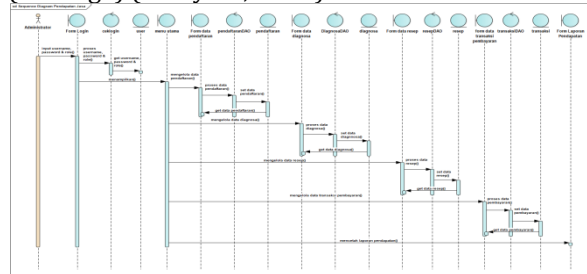 sd Sequence Diagram Pendapatan Jasa
Administrator
Form Login
ceklogin
user
menu utama
Form data
pendaftaran
pendaftaranDAO
pendaftaran
Form data
diagnosa
DiagnosaDAO
diagnosa
Form data resep
resepDAO
resep
form data
transaksi
pembayaran
transaksiDAO
transaksi
Form Laporan
Pendapatan
input username,
password &
role()
proses
username,
password &
role()
get username,
password &
role()
menampilkan()
mengelola data
pendaftaran()
proses data
pendaftaran()
set data
pendaftaran()
get data pendaftaran()
mengelola data diagnosa()
proses data
diagnosa()
set data
diagnosa()
get data diagnosa()
mengelola data resep()
proses data
resep()
set data
resep()
get data resep()
mengelola data transaksi pembayaran()
proses data
pembayaran()
set data
pembayaran()
get data pembayaran()
mencetak laporan pendapatan()